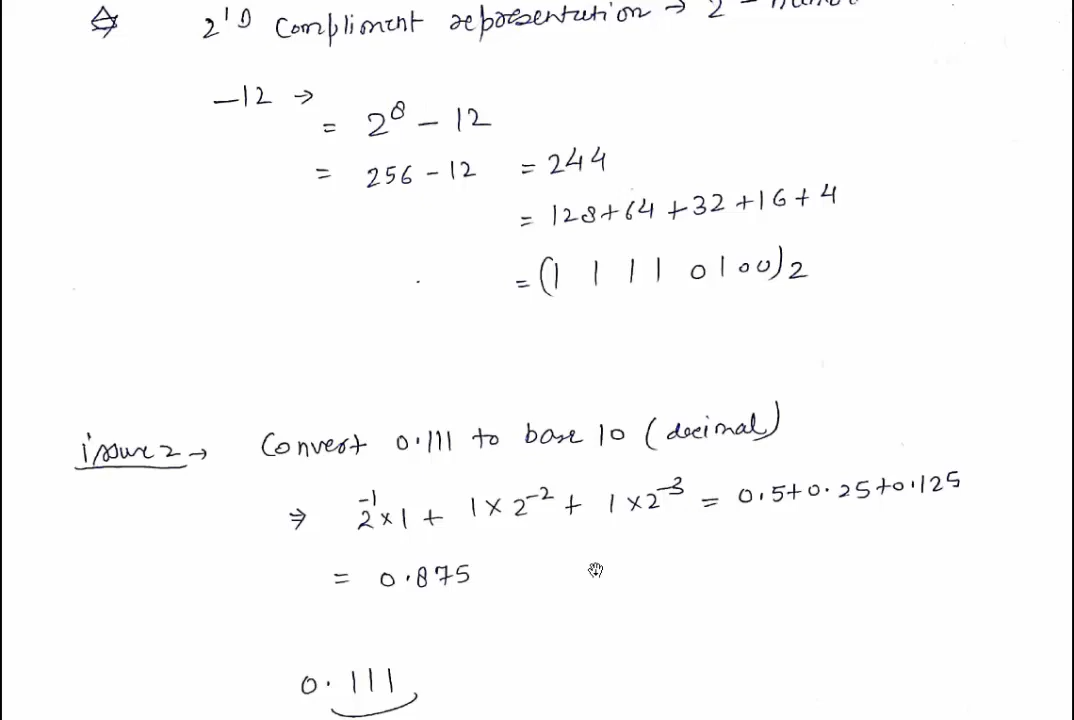 2's Compliment representation → 2 -
-12 →
= 2⁸ - 12
= 256 - 12 = 244
= 128+64+32+16+4
= (1 1 1 1 0 1 0 0)2
issue 2 → Convert 0.111 to base 10 (decimal)
⇒ 2⁻¹×1 + 1×2⁻² + 1×2⁻³ = 0.5+0.25+0.125
= 0.875
0.111